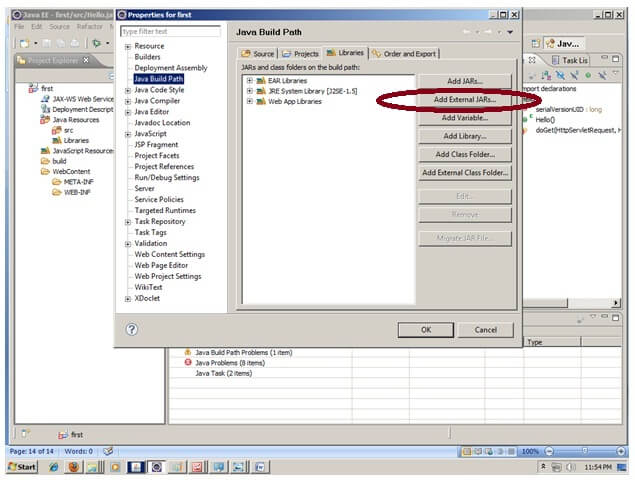 Java EE - first/src/Hello.ja
File Edit Source Refactor
Project Explorer
first
JAX-WS Web Service
Deployment Descript
Java Resources
src
Libraries
JavaScript Resources
build
WebContent
META-INF
WEB-INF
Properties for first
type filter text
Resource
Builders
Deployment Assembly
Java Build Path
Java Code Style
Java Compiler
Java Editor
Javadoc Location
JavaScript
JSP Fragment
Project Facets
Project References
Run/Debug Settings
Server
Service Policies
Targeted Runtimes
Task Repository
Task Tags
Validation
Web Content Settings
Web Page Editor
Web Project Settings
WikiText
XDoclet
Java Build Path
Source Projects Libraries Order and Export
JARs and class folders on the build path:
EAR Libraries
JRE System Library [J2SE-1.5]
Web App Libraries
Add JARs...
Add External JARs...
Add Variable...
Add Library...
Add Class Folder...
Add External Class Folder...
Edit...
Remove
Migrate JAR File...
OK Cancel
Jav...
Task Lis
import declarations
serialVersionUID : long
Hello()
doGet(HttpServletRequest, H
Type
Java Build Path Problems (1 item)
Java Problems (8 items)
Java Task (2 items)
first
Page: 14 of 14 Words: 0 100%
Start 11:54 PM